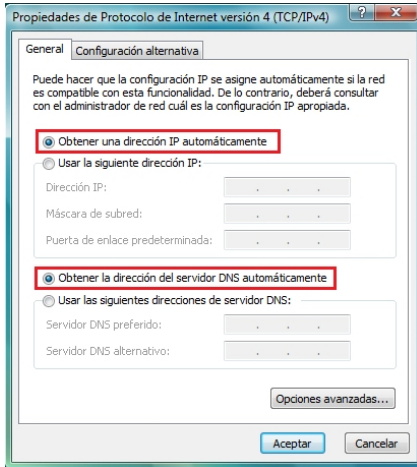 Propiedades de Protocolo de Internet versión 4 (TCP/IPv4)
General
Configuración alternativa
Puede hacer que la configuración IP se asigne automáticamente si la red
es compatible con esta funcionalidad. De lo contrario, deberá consultar
con el administrador de red cuál es la configuración IP apropiada.
Obtener una dirección IP automáticamente
Usar la siguiente dirección IP:
Dirección IP:
Máscara de subred:
Puerta de enlace predeterminada:
Obtener la dirección del servidor DNS automáticamente
Usar las siguientes direcciones de servidor DNS:
Servidor DNS preferido:
Servidor DNS alternativo:
Opciones avanzadas...
Aceptar
Cancelar